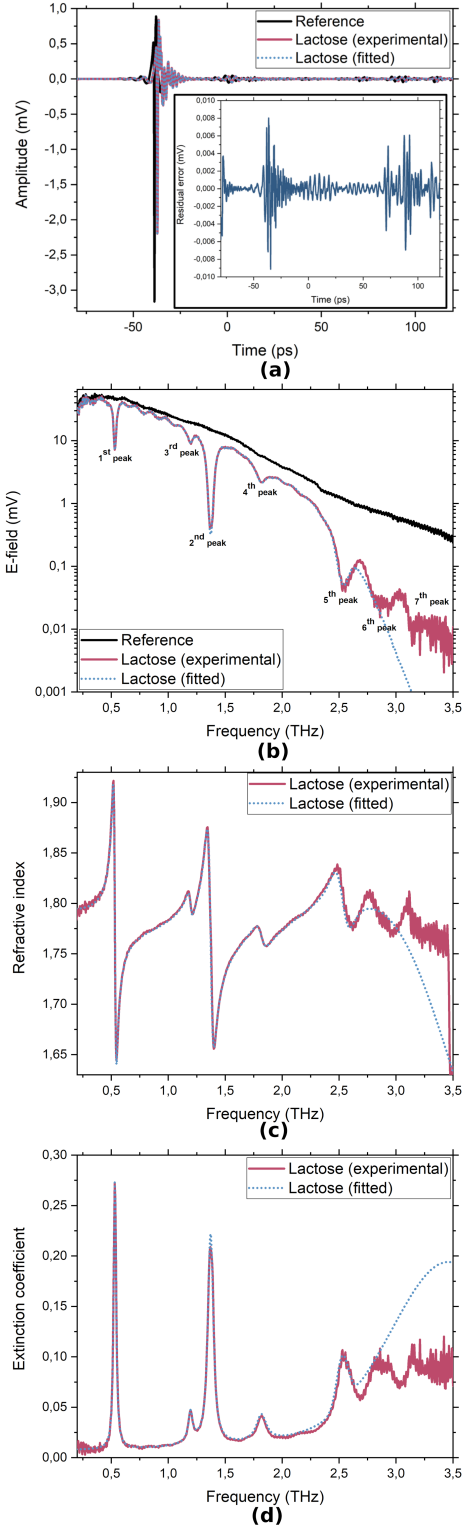 Reference
Lactose (experimental)
Lactose (fitted)
Amplitude (mV)
1,0
0,5
0,0
-0,5
-1,0
-1,5
-2,0
-2,5
-3,0
Residual error (mV)
0,010
0,008
0,006
0,004
0,002
0,000
-0,002
-0,004
-0,006
-0,008
-0,010
-50 0 50 100
Time (ps)
-50 0 50 100
Time (ps)
(a)
E-field (mV)
10
1
0,1
0,01
0,001
1st peak
3rd peak
2nd peak
4th peak
5th peak
6th peak
7th peak
Reference
Lactose (experimental)
Lactose (fitted)
0,5 1,0 1,5 2,0 2,5 3,0 3,5
Frequency (THz)
(b)
Lactose (experimental)
Lactose (fitted)
Refractive index
1,90
1,85
1,80
1,75
1,70
1,65
0,5 1,0 1,5 2,0 2,5 3,0 3,5
Frequency (THz)
(c)
Lactose (experimental)
Lactose (fitted)
Extinction coefficient
0,30
0,25
0,20
0,15
0,10
0,05
0,00
0,5 1,0 1,5 2,0 2,5 3,0 3,5
Frequency (THz)
(d)